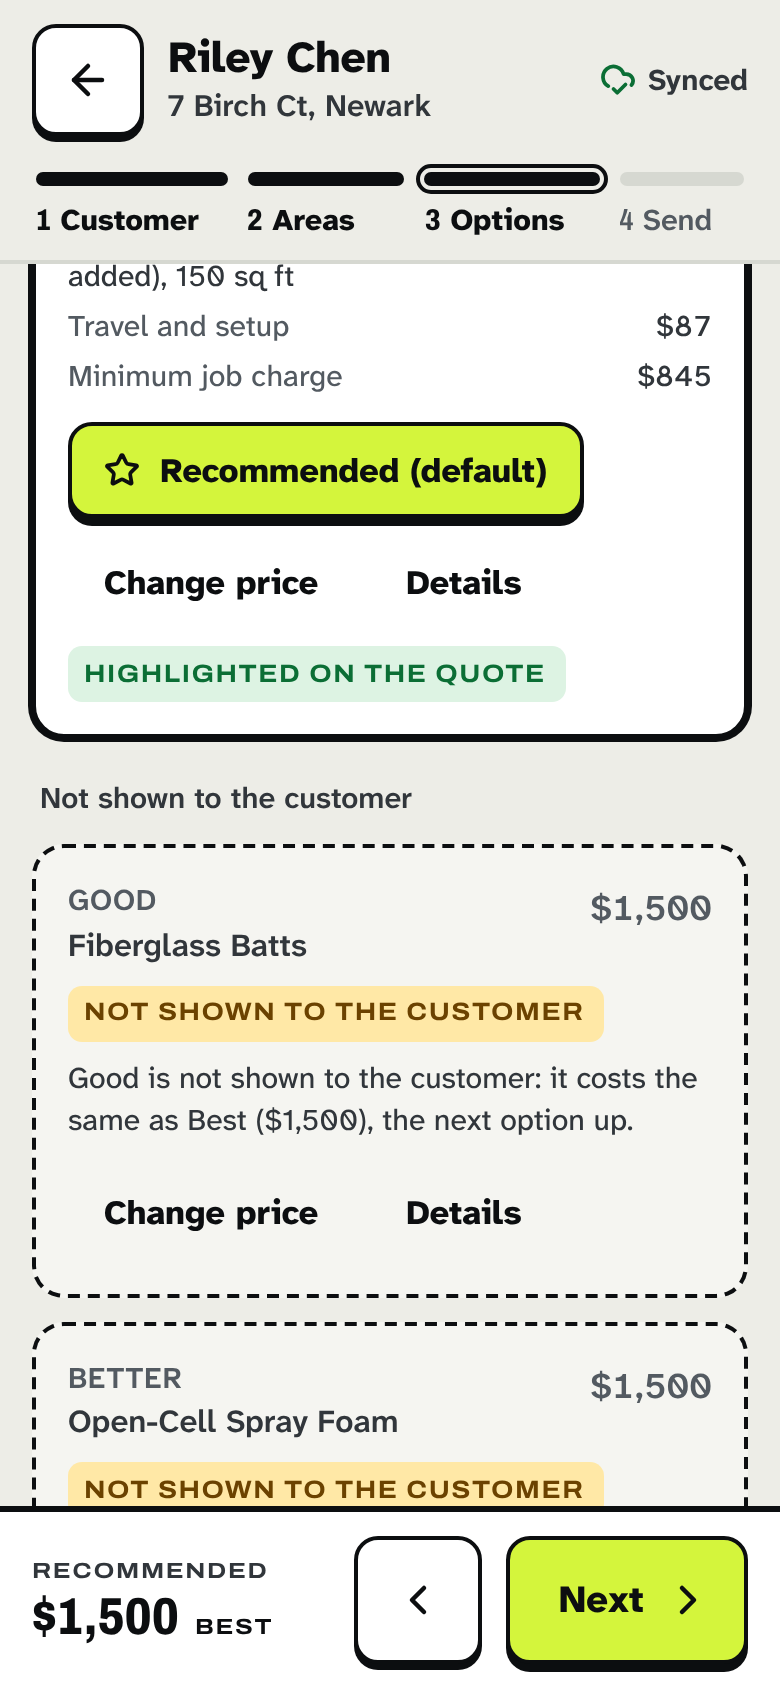 Riley Chen
7 Birch Ct, Newark
Synced
1 Customer
2 Areas
3 Options
4 Send
added), 150 sq ft
Travel and setup $87
Minimum job charge $845
Recommended (default)
Change price Details
HIGHLIGHTED ON THE QUOTE
Not shown to the customer
GOOD
$1,500
Fiberglass Batts
NOT SHOWN TO THE CUSTOMER
Good is not shown to the customer: it costs the
same as Best ($1,500), the next option up.
Change price Details
BETTER
$1,500
Open-Cell Spray Foam
NOT SHOWN TO THE CUSTOMER
RECOMMENDED
$1,500 BEST
Next